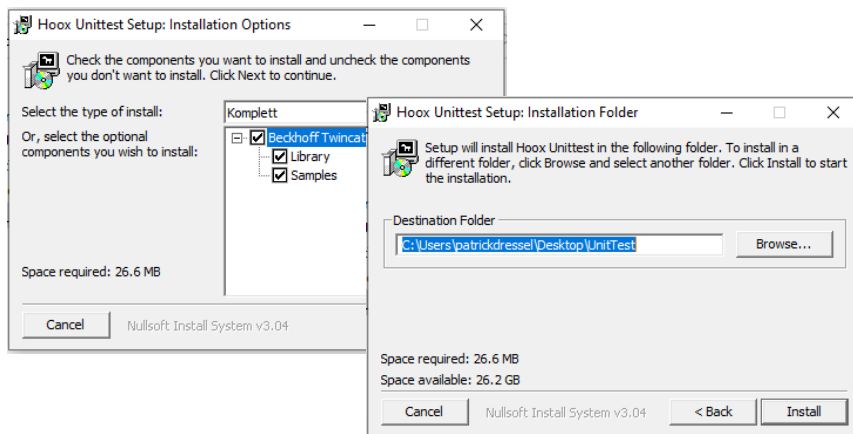 Hoox Unittest Setup: Installation Options
Check the components you want to install and uncheck the components
you don't want to install. Click Next to continue.
Select the type of install:
Komplett
Or, select the optional
components you wish to install:
Beckhoff Twincat
Library
Samples
Space required: 26.6 MB
Cancel
Nullsoft Install System v3.04
Hoox Unittest Setup: Installation Folder
Setup will install Hoox Unittest in the following folder. To install in a
different folder, click Browse and select another folder. Click Install to start
the installation.
Destination Folder
C:\Users\patrickdressel\Desktop\UnitTest
Browse...
Space required: 26.6 MB
Space available: 26.2 GB
Cancel
Nullsoft Install System v3.04
< Back
Install